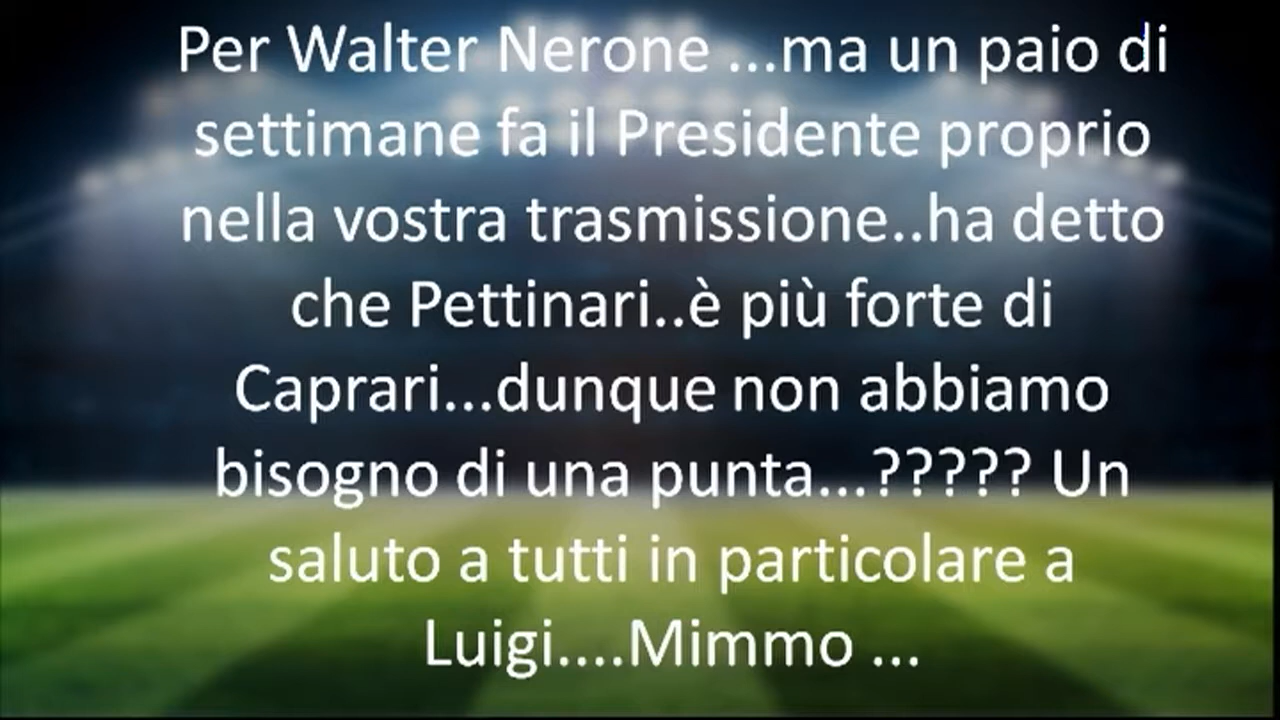 Per Walter Nerone ...ma un paio di
settimane fa il Presidente proprio
nella vostra trasmissione..ha detto
che Pettinari..è più forte di
Caprari...dunque non abbiamo
bisogno di una punta...????? Un
saluto a tutti in particolare a
Luigi....Mimmo ...